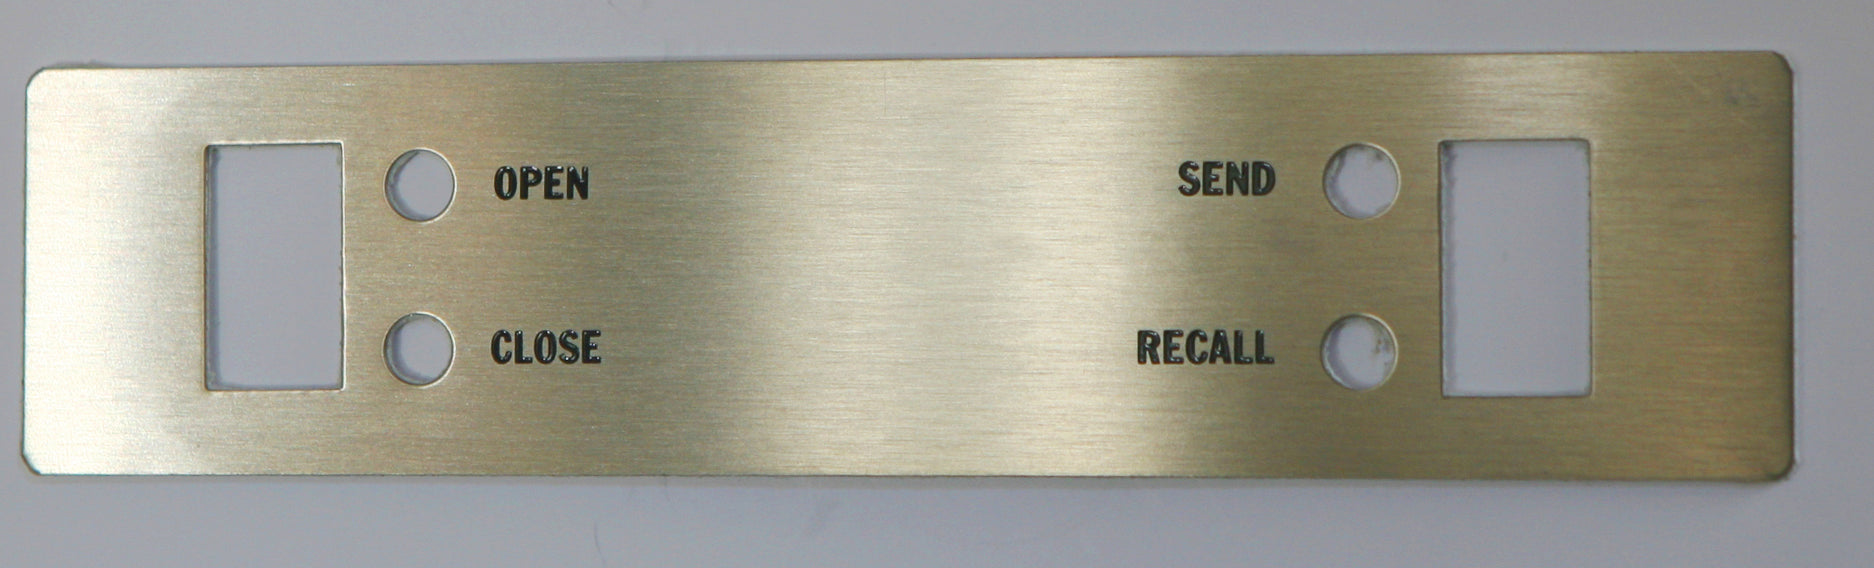 OPEN
SEND
CLOSE
RECALL